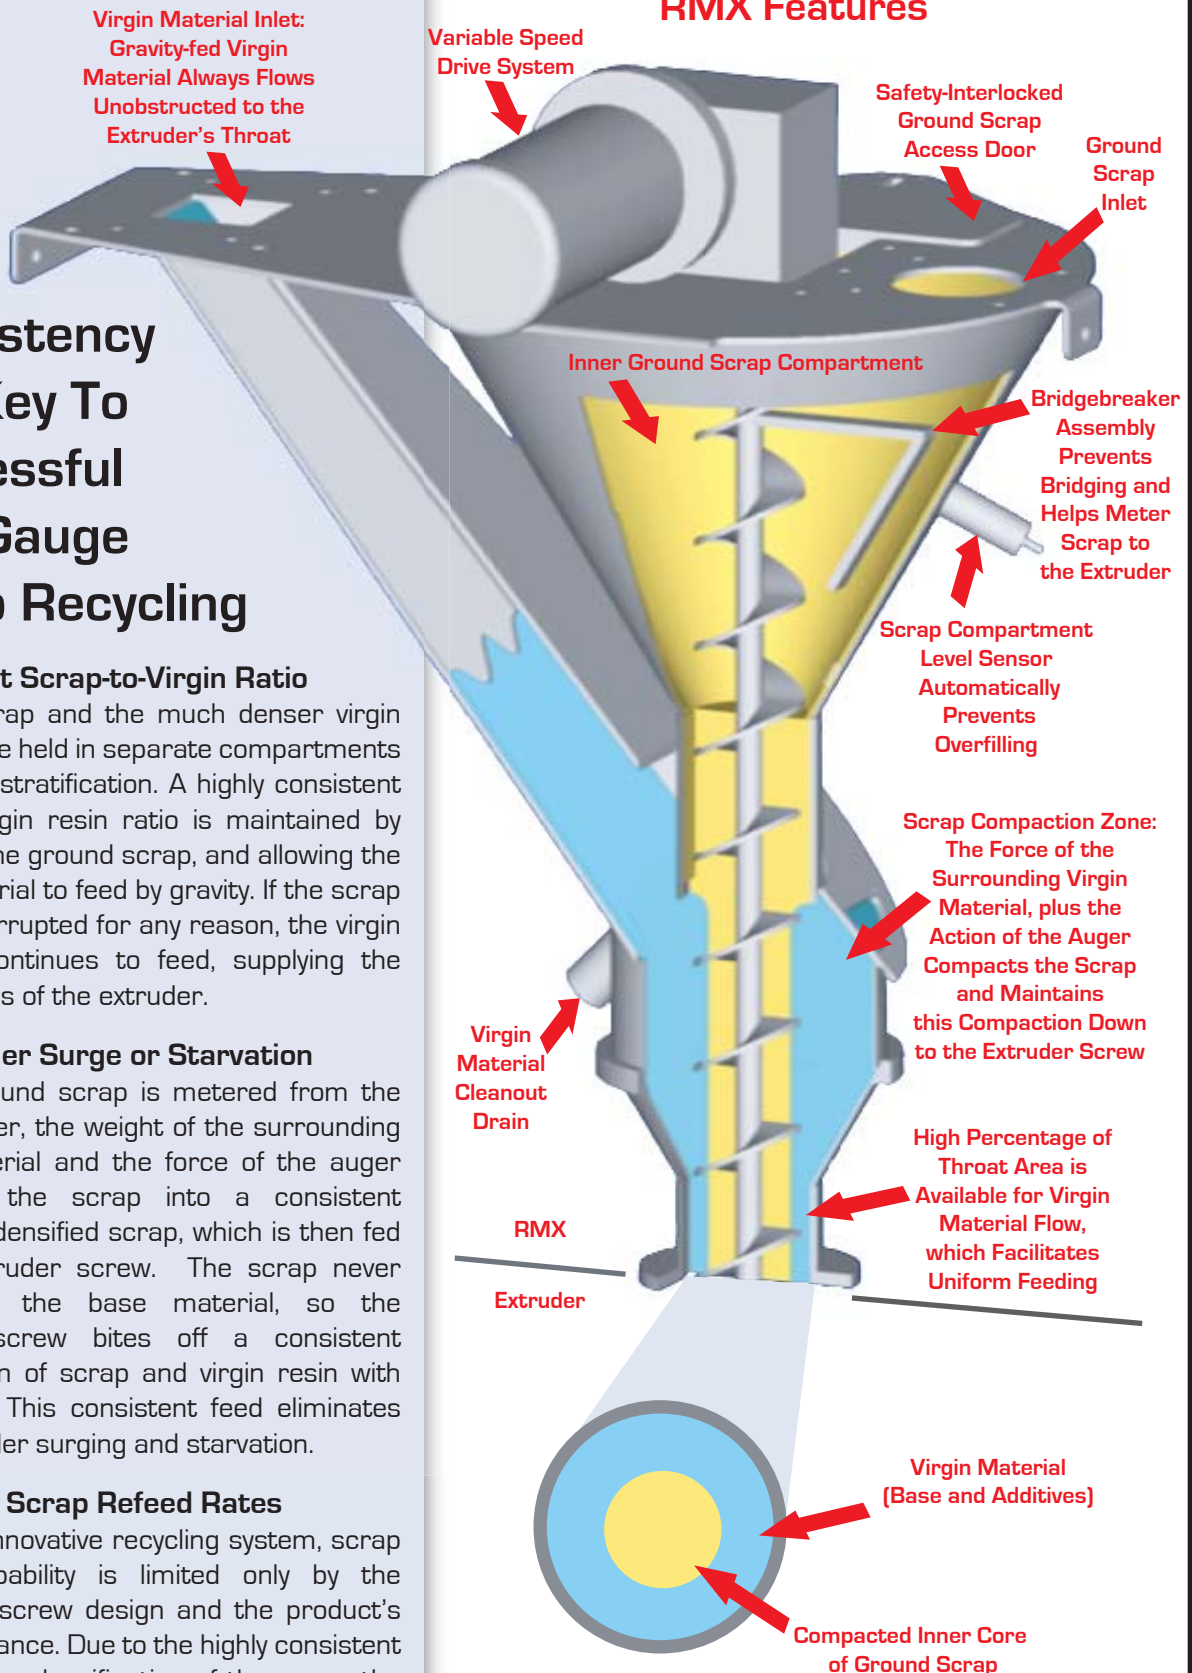 Virgin Material Inlet:
Gravity-fed Virgin
Material Always Flows
Unobstructed to the
Extruder's Throat
RMX Features
Variable Speed
Drive System
Safety-Interlocked
Ground Scrap
Access Door
Ground
Scrap
Inlet
Inner Ground Scrap Compartment
Bridgebreaker
Assembly
Prevents
Bridging and
Helps Meter
Scrap to
the Extruder
Scrap Compartment
Level Sensor
Automatically
Prevents
Overfilling
Scrap Compaction Zone:
The Force of the
Surrounding Virgin
Material, plus the
Action of the Auger
Compacts the Scrap
and Maintains
this Compaction Down
to the Extruder Screw
Virgin
Material
Cleanout
Drain
High Percentage of
Throat Area is
Available for Virgin
Material Flow,
which Facilitates
Uniform Feeding
RMX
Extruder
Virgin Material
(Base and Additives)
Compacted Inner Core
of Ground Scrap
stency
Key To
essful
Gauge
Recycling
t Scrap-to-Virgin Ratio
rap and the much denser virgin
e held in separate compartments
stratification. A highly consistent
gin resin ratio is maintained by
ne ground scrap, and allowing the
rial to feed by gravity. If the scrap
rrupted for any reason, the virgin
ontinues to feed, supplying the
s of the extruder.
er Surge or Starvation
und scrap is metered from the
er, the weight of the surrounding
erial and the force of the auger
the scrap into a consistent
densified scrap, which is then fed
ruder screw. The scrap never
the base material, so the
screw bites off a consistent
n of scrap and virgin resin with
This consistent feed eliminates
der surging and starvation.
Scrap Refeed Rates
nnovative recycling system, scrap
pability is limited only by the
screw design and the product's
ance. Due to the highly consistent